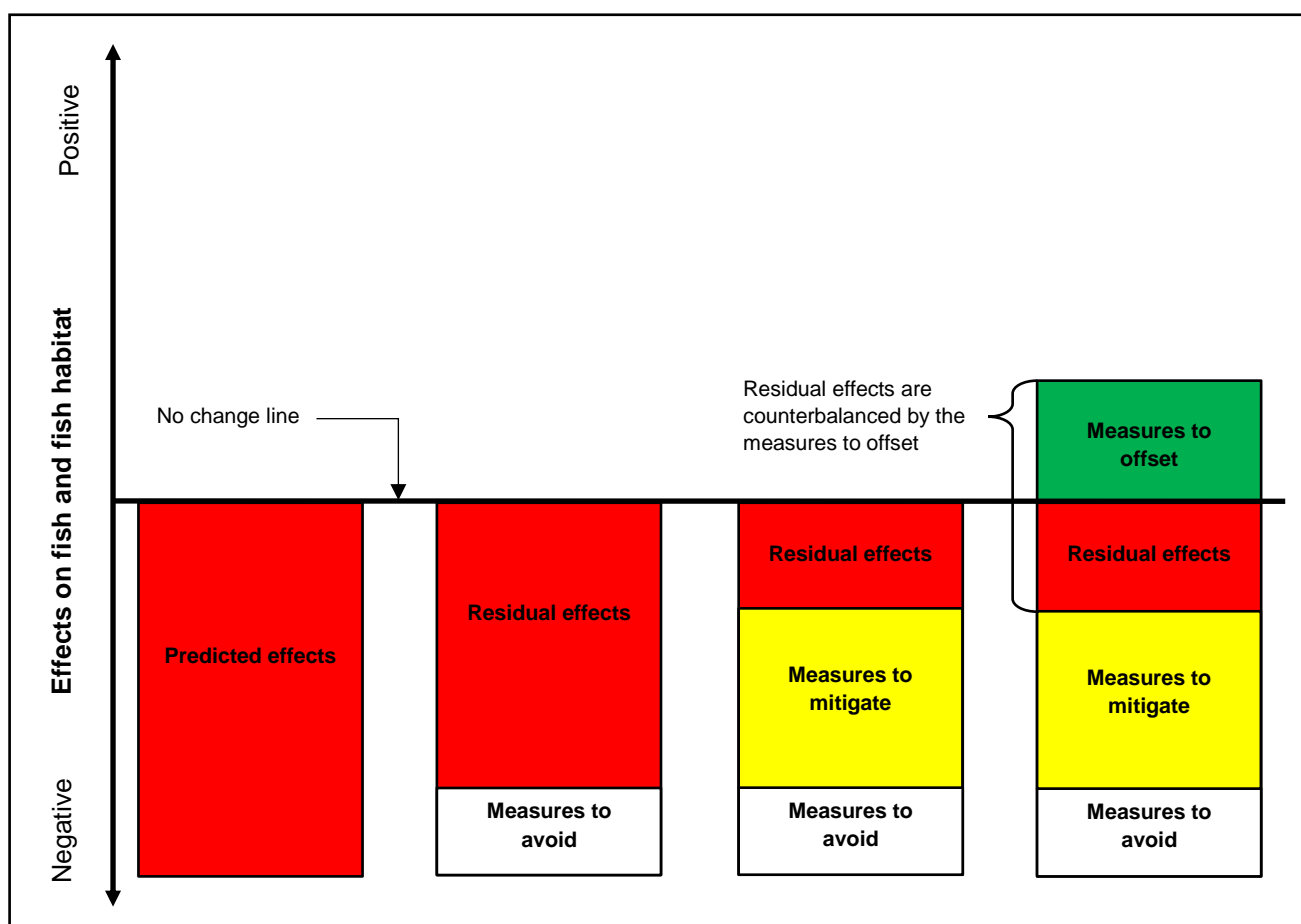 Positive
Effects on fish and fish habitat
Negative
No change line
Predicted effects
Residual effects
Measures to
avoid
Residual effects
Measures to
mitigate
Measures to
avoid
Residual effects are
counterbalanced by the
measures to offset
Measures to
offset
Residual effects
Measures to
mitigate
Measures to
avoid